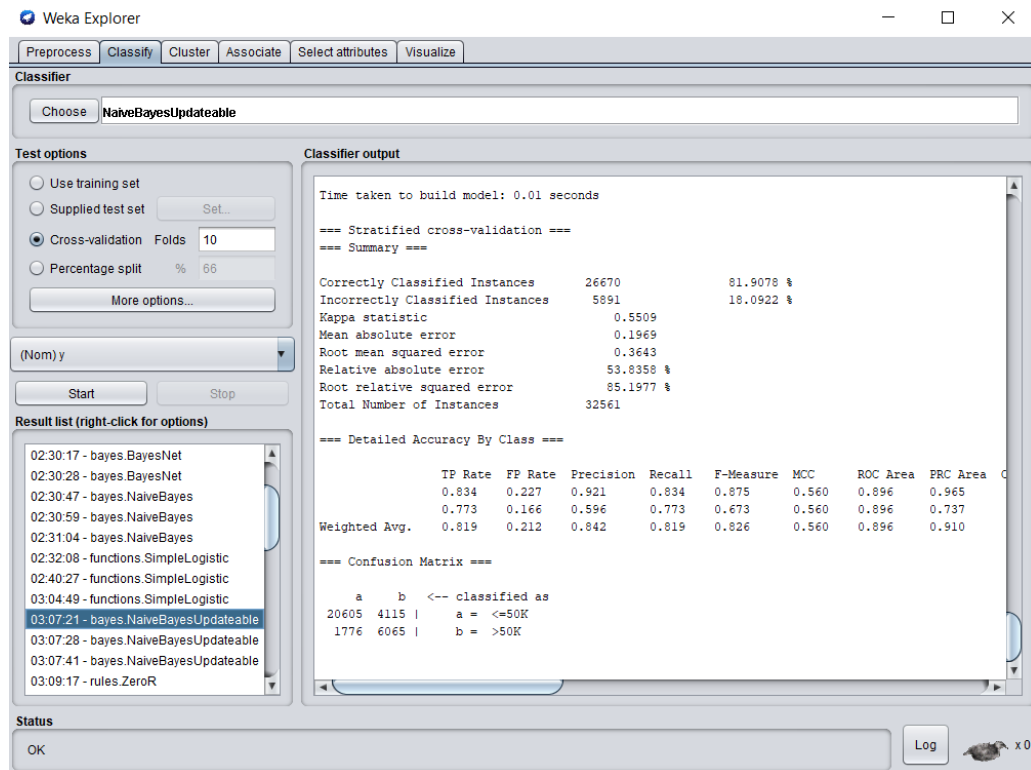 Weka Explorer
Preprocess Classify Cluster Associate Select attributes Visualize
Classifier
Choose NaiveBayesUpdateable
Test options
Use training set
Supplied test set Set...
Cross-validation Folds 10
Percentage split % 66
More options...
(Nom) y
Start Stop
Result list (right-click for options)
02:30:17 - bayes.BayesNet
02:30:28 - bayes.BayesNet
02:30:47 - bayes.NaiveBayes
02:30:59 - bayes.NaiveBayes
02:31:04 - bayes.NaiveBayes
02:32:08 - functions.SimpleLogistic
02:40:27 - functions.SimpleLogistic
03:04:49 - functions.SimpleLogistic
03:07:21 - bayes.NaiveBayesUpdateable
03:07:28 - bayes.NaiveBayesUpdateable
03:07:41 - bayes.NaiveBayesUpdateable
03:09:17 - rules.ZeroR
Classifier output
Time taken to build model: 0.01 seconds
=== Stratified cross-validation ===
=== Summary ===
Correctly Classified Instances 26670 81.9078 %
Incorrectly Classified Instances 5891 18.0922 %
Kappa statistic 0.5509
Mean absolute error 0.1969
Root mean squared error 0.3643
Relative absolute error 53.8358 %
Root relative squared error 85.1977 %
Total Number of Instances 32561
=== Detailed Accuracy By Class ===
TP Rate FP Rate Precision Recall F-Measure MCC ROC Area PRC Area C
0.834 0.227 0.921 0.834 0.875 0.560 0.896 0.965
0.773 0.166 0.596 0.773 0.673 0.560 0.896 0.737
Weighted Avg. 0.819 0.212 0.842 0.819 0.826 0.560 0.896 0.910
=== Confusion Matrix ===
a b <-- classified as
20605 4115 | a = <=50K
1776 6065 | b = >50K
Status
OK
Log
x 0